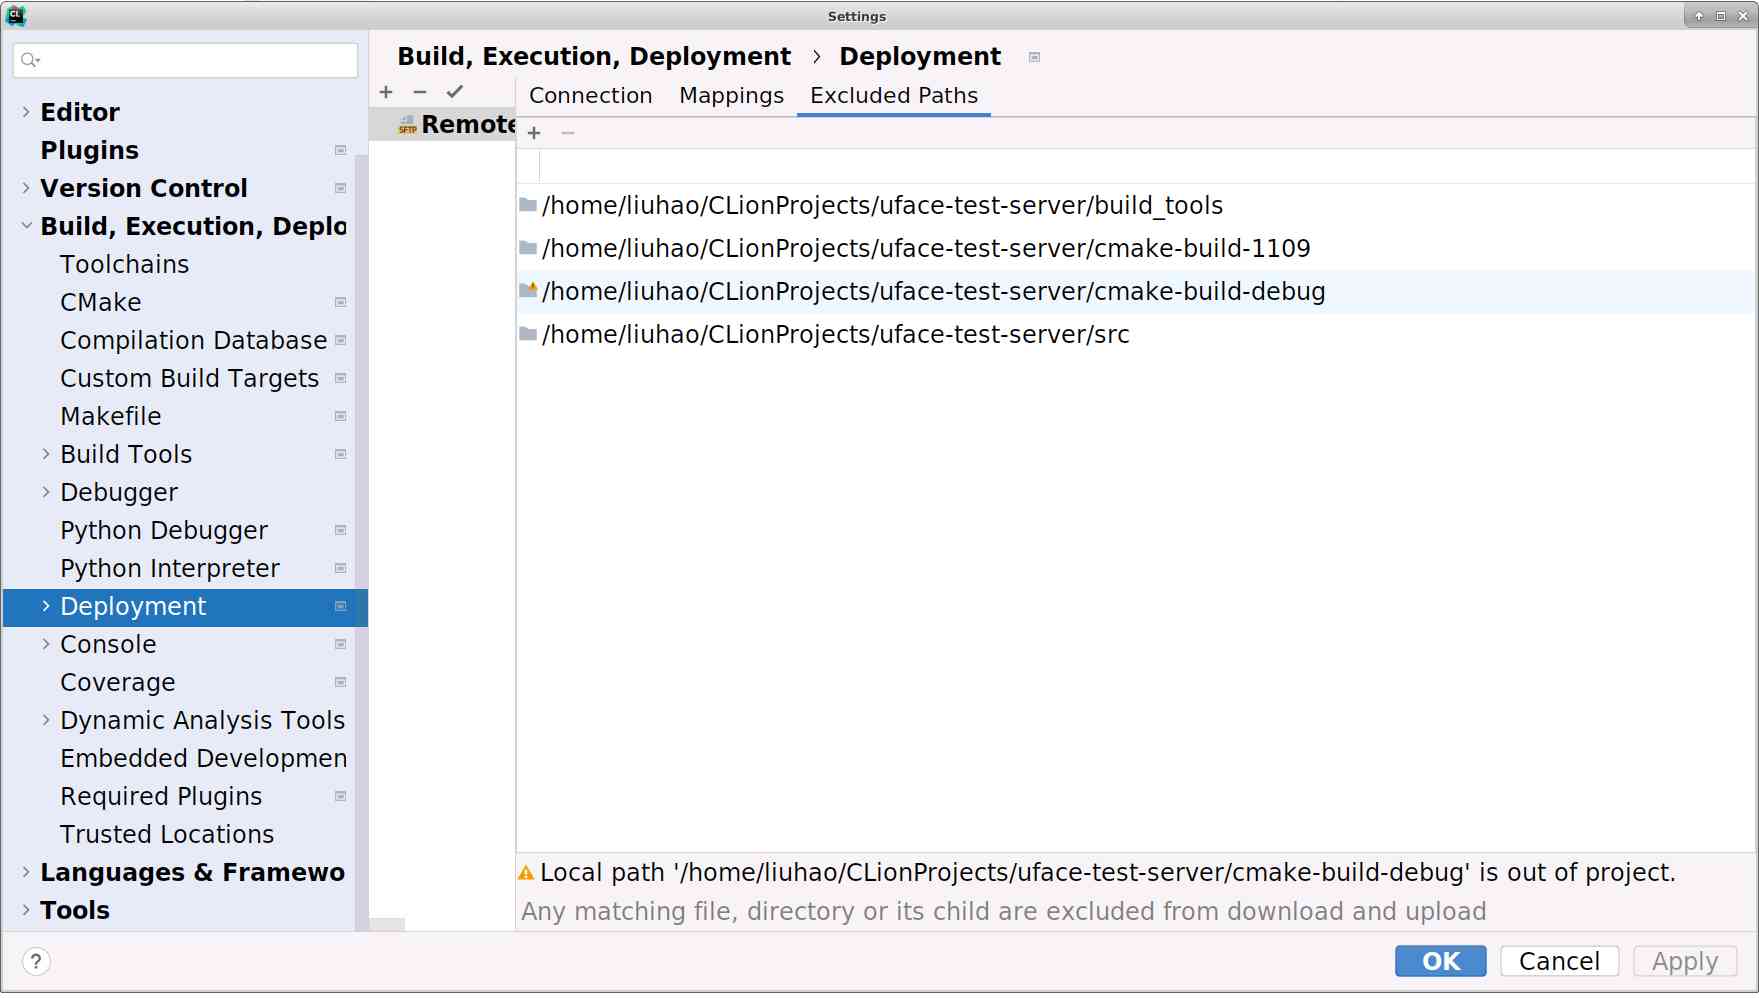 Settings
Editor
Plugins
Version Control
Build, Execution, Deplo
Toolchains
CMake
Compilation Database
Custom Build Targets
Makefile
Build Tools
Debugger
Python Debugger
Python Interpreter
Deployment
Console
Coverage
Dynamic Analysis Tools
Embedded Developmen
Required Plugins
Trusted Locations
Languages & Framewo
Tools
Build, Execution, Deployment › Deployment
SFTP Remote
Connection Mappings Excluded Paths
/home/liuhao/CLionProjects/uface-test-server/build_tools
/home/liuhao/CLionProjects/uface-test-server/cmake-build-1109
/home/liuhao/CLionProjects/uface-test-server/cmake-build-debug
/home/liuhao/CLionProjects/uface-test-server/src
Local path '/home/liuhao/CLionProjects/uface-test-server/cmake-build-debug' is out of project.
Any matching file, directory or its child are excluded from download and upload
?
OK Cancel Apply